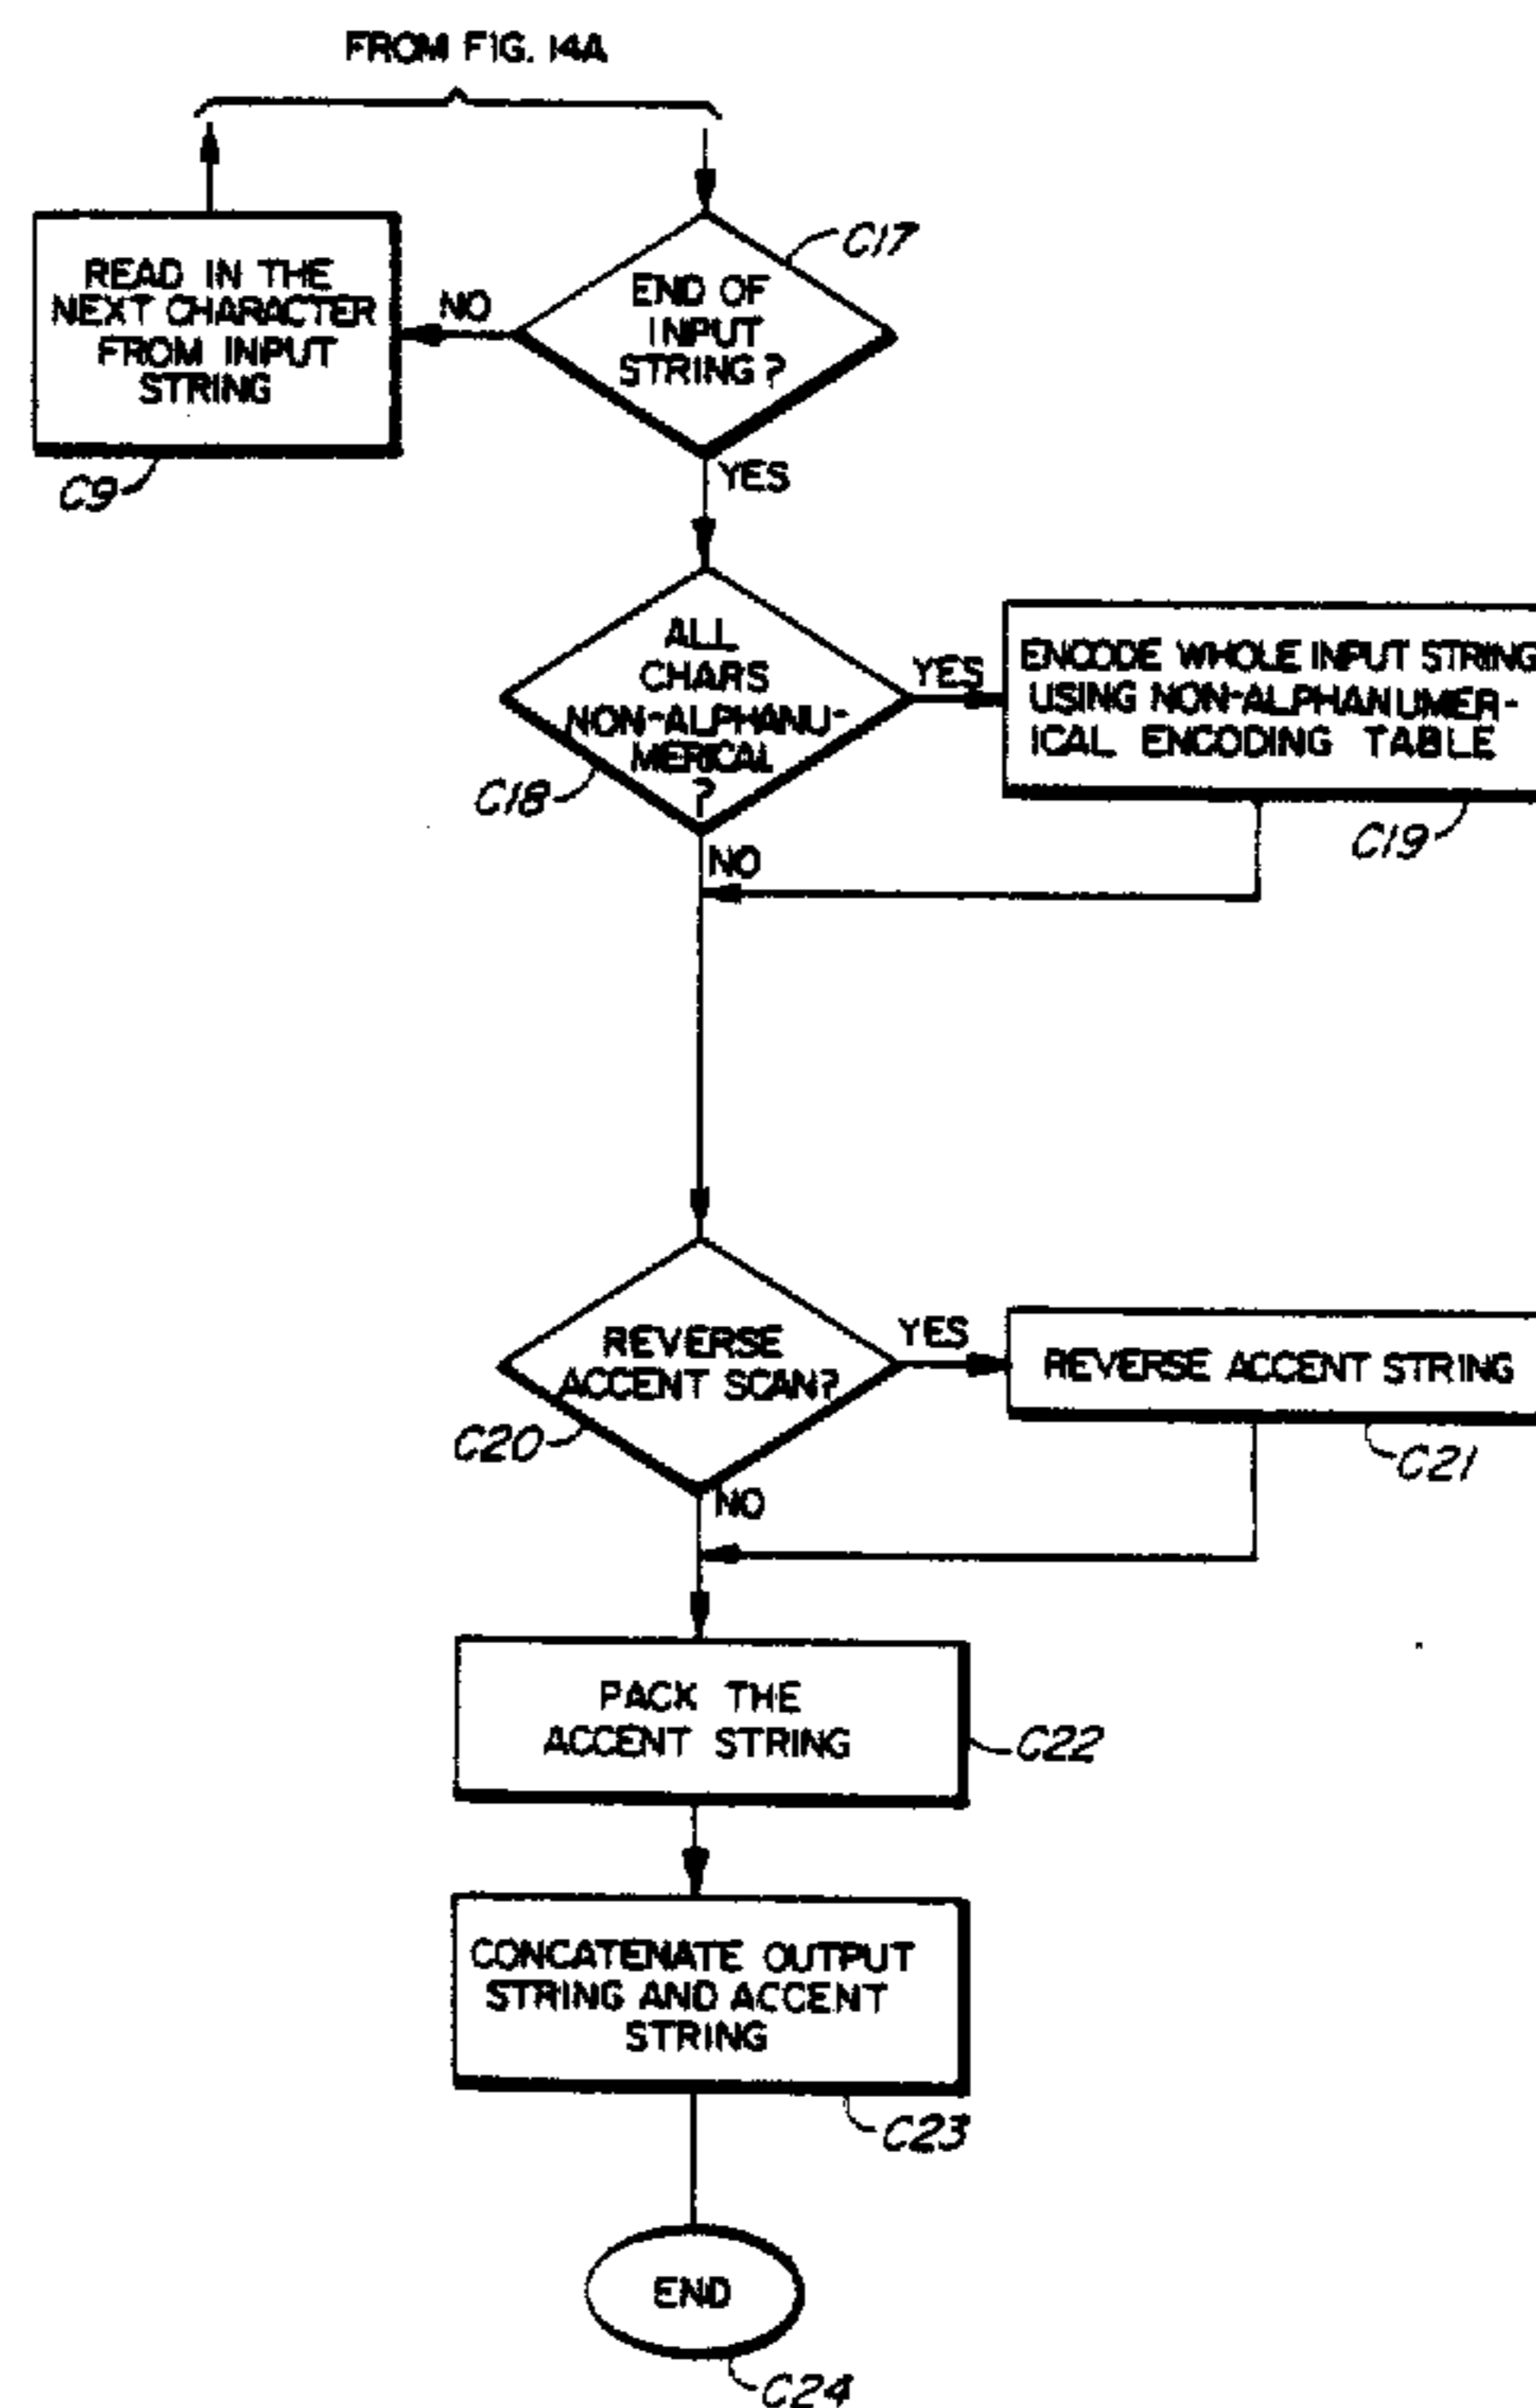 FROM FIG. 14A
READ IN THE
NEXT CHARACTER
FROM INPUT
STRING
C9
NO
END OF
INPUT
STRING?
C17
YES
ALL
CHARS
NON-ALPHANU-
MERICAL
?
C18
YES
ENCODE WHOLE INPUT STRING
USING NON-ALPHANUMER-
ICAL ENCODING TABLE
C19
NO
REVERSE
ACCENT SCAN?
C20
YES
REVERSE ACCENT STRING
C21
NO
PACK THE
ACCENT STRING
C22
CONCATENATE OUTPUT
STRING AND ACCENT
STRING
C23
END
C24